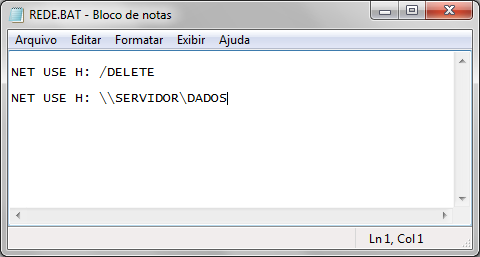 REDE.BAT - Bloco de notas
Arquivo Editar Formatar Exibir Ajuda
NET USE H: /DELETE
NET USE H: \\SERVIDOR\DADOS
Ln 1, Col 1